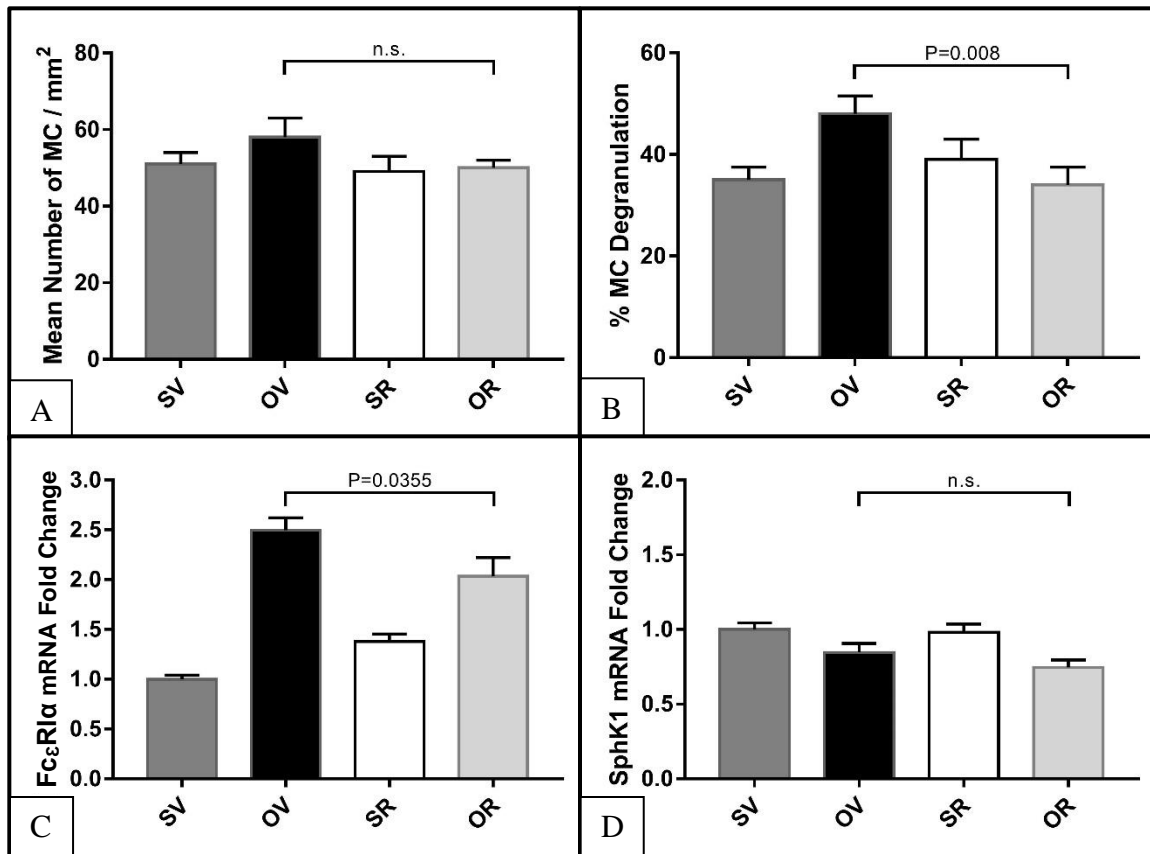 Mean Number of MC / mm²
80
60
40
20
0
n.s.
SV OV SR OR
A
% MC Degranulation
60
40
20
0
P=0.008
SV OV SR OR
B
FcεRIα mRNA Fold Change
3.0
2.5
2.0
1.5
1.0
0.5
0.0
P=0.0355
SV OV SR OR
C
SphK1 mRNA Fold Change
2.0
1.5
1.0
0.5
0.0
n.s.
SV OV SR OR
D